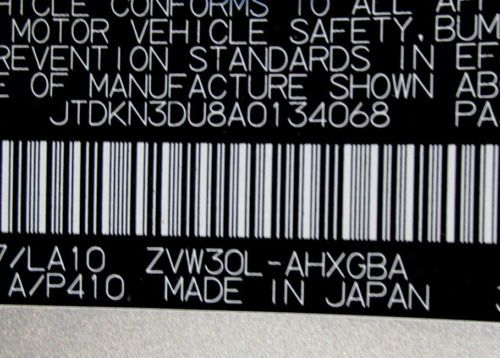 HICLE CONFORMS TO ALL AP
MOTOR VEHICLE SAFETY, BUM
REVENTION STANDARDS IN EF
E OF MANUFACTURE SHOWN AB
JTDKN3DU8A0134068 PA
7/LA10 ZVW30L-AHXGBA
A/P410 MADE IN JAPAN